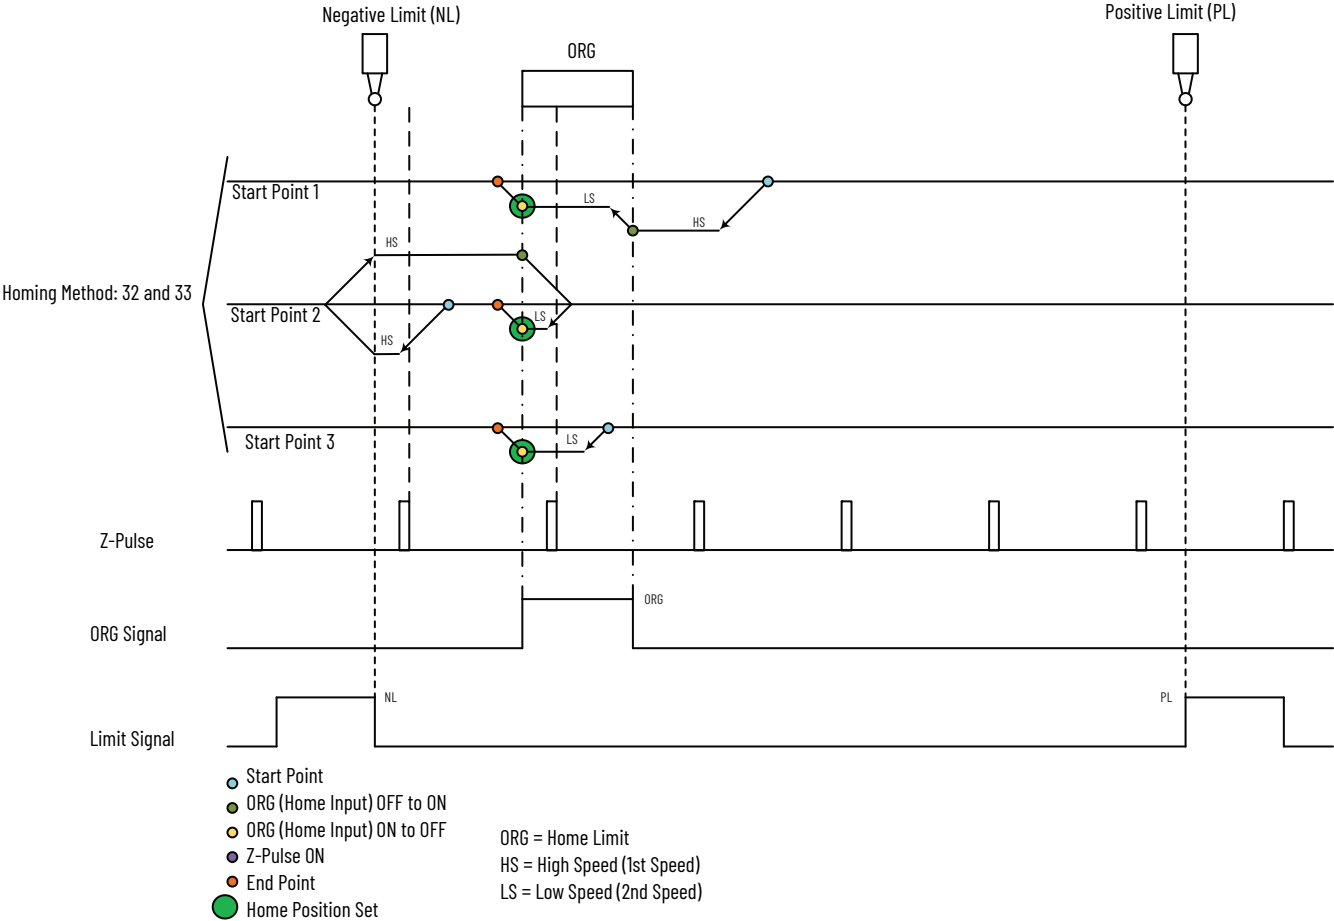 Negative Limit (NL)
Positive Limit (PL)
ORG
Start Point 1
LS
HS
HS
Homing Method: 32 and 33
Start Point 2
LS
HS
Start Point 3
LS
Z-Pulse
ORG
ORG Signal
NL
PL
Limit Signal
Start Point
ORG (Home Input) OFF to ON
ORG (Home Input) ON to OFF
Z-Pulse ON
End Point
Home Position Set
ORG = Home Limit
HS = High Speed (1st Speed)
LS = Low Speed (2nd Speed)